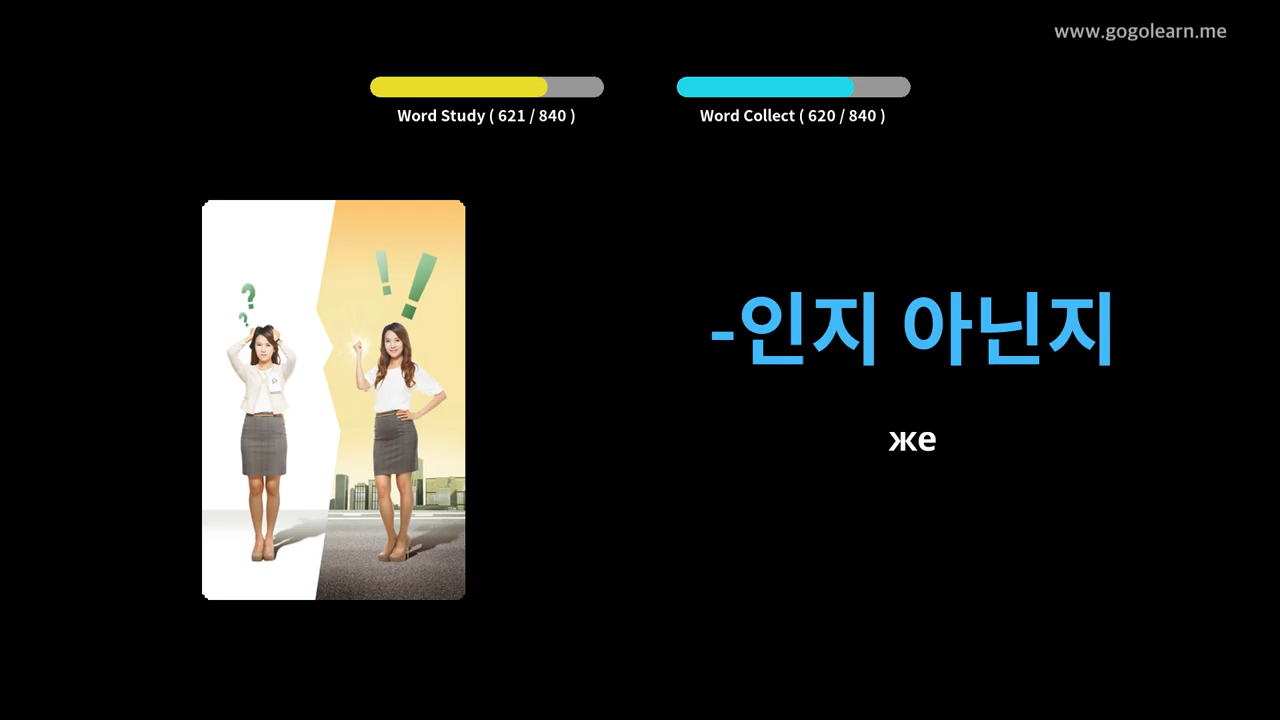 www.gogolearn.me
Word Study ( 621 / 840 )
Word Collect ( 620 / 840 )
? ? ! !
-인지 아닌지
же